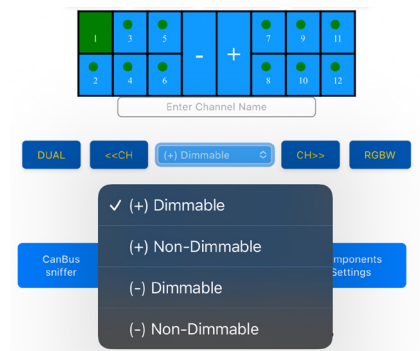 1 3 5 - + 7 9 11
2 4 6 8 10 12
Enter Channel Name
DUAL <<CH (+) Dimmable CH>> RGBW
✓ (+) Dimmable
(+) Non-Dimmable
(-) Dimmable
(-) Non-Dimmable
CanBus
sniffer
Settings